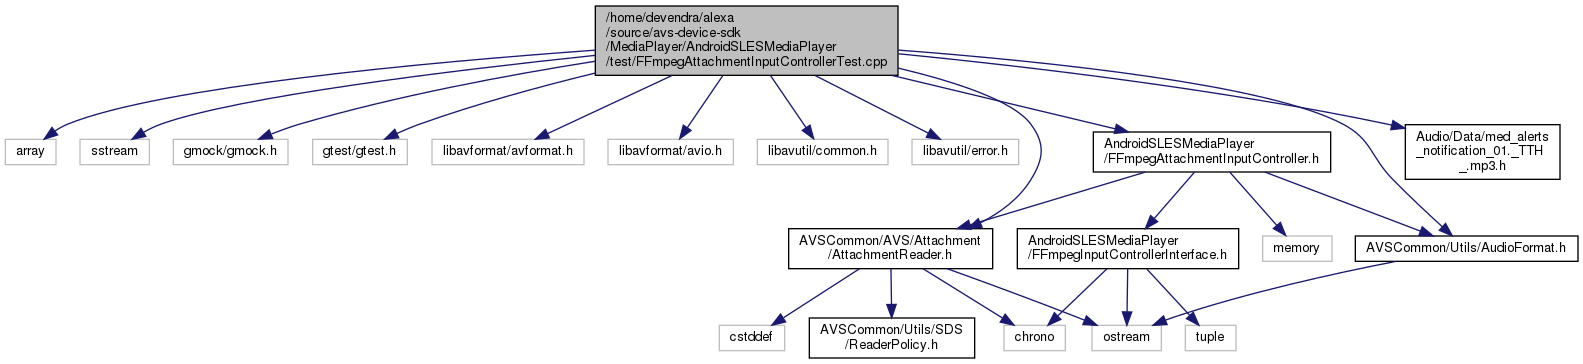 /home/devendra/alexa
/source/avs-device-sdk
/MediaPlayer/AndroidSLESMediaPlayer
/test/FFmpegAttachmentInputControllerTest.cpp
array
sstream
gmock/gmock.h
gtest/gtest.h
libavformat/avformat.h
libavformat/avio.h
libavutil/common.h
libavutil/error.h
AndroidSLESMediaPlayer
/FFmpegAttachmentInputController.h
Audio/Data/med_alerts
_notification_01._TTH
_.mp3.h
AVSCommon/AVS/Attachment
/AttachmentReader.h
AndroidSLESMediaPlayer
/FFmpegInputControllerInterface.h
memory
AVSCommon/Utils/AudioFormat.h
cstddef
AVSCommon/Utils/SDS
/ReaderPolicy.h
chrono
ostream
tuple